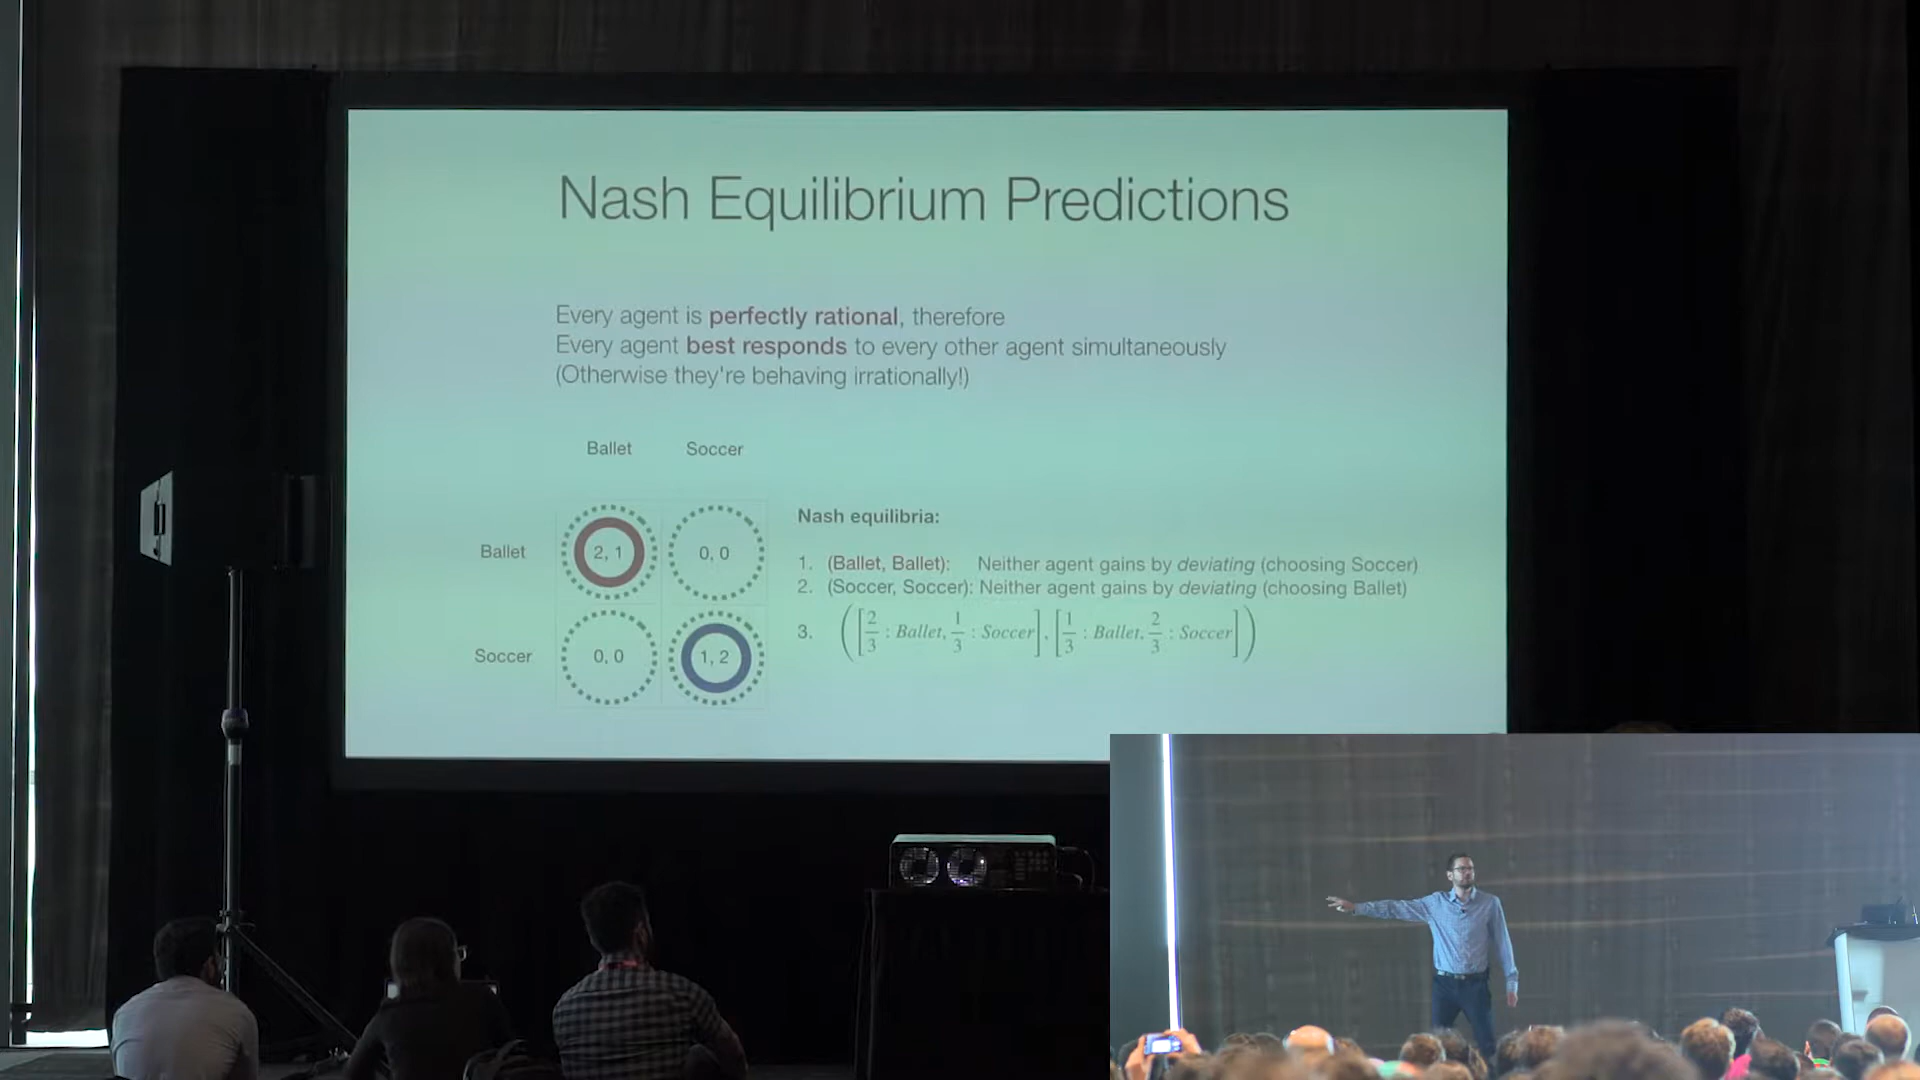 Nash Equilibrium Predictions
Every agent is perfectly rational, therefore
Every agent best responds to every other agent simultaneously
(Otherwise they're behaving irrationally!)
Ballet Soccer
Ballet 2, 1 0, 0
Soccer 0, 0 1, 2
Nash equilibria:
1. (Ballet, Ballet): Neither agent gains by deviating (choosing Soccer)
2. (Soccer, Soccer): Neither agent gains by deviating (choosing Ballet)
3. ([2/3 : Ballet, 1/3 : Soccer], [1/3 : Ballet, 2/3 : Soccer])